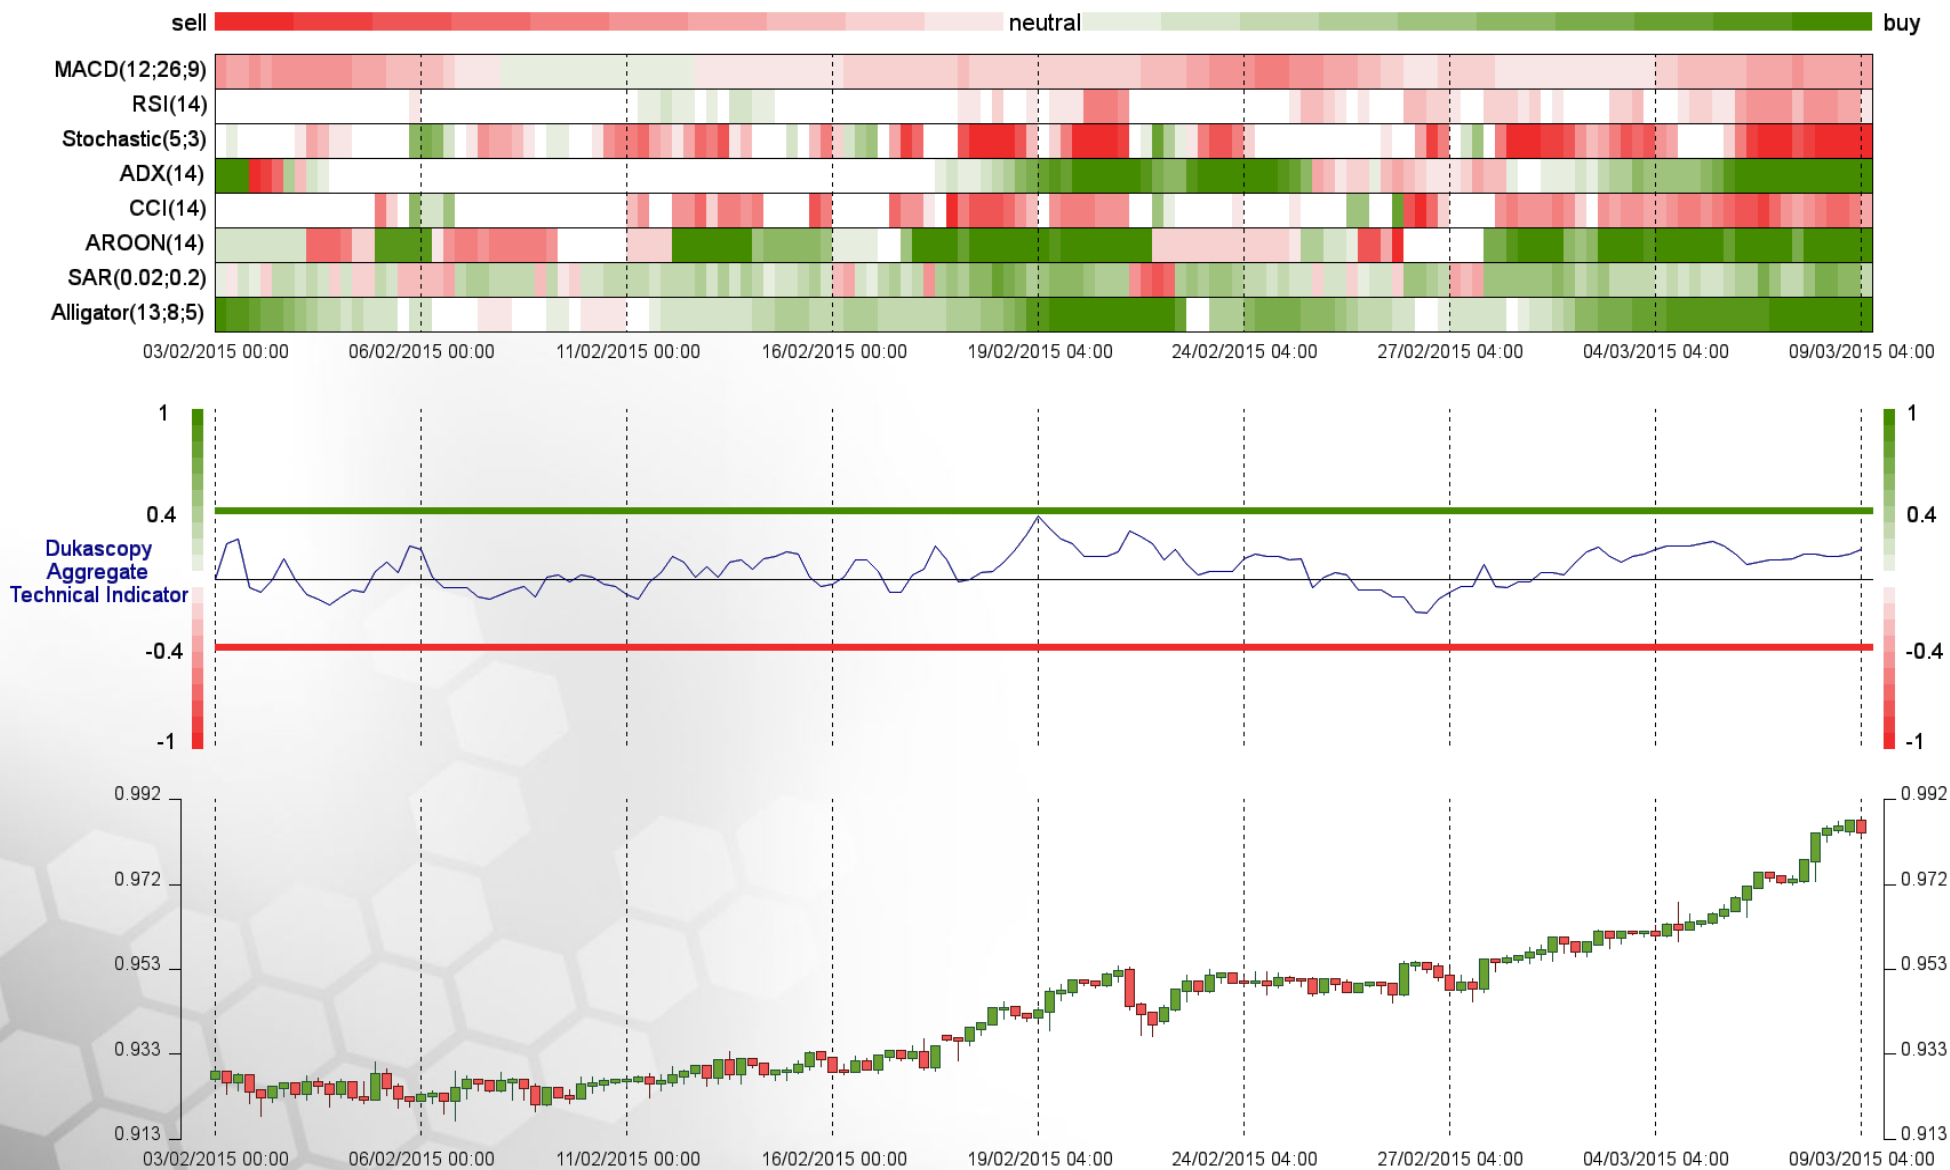 sell neutral buy
MACD(12;26;9)
RSI(14)
Stochastic(5;3)
ADX(14)
CCI(14)
AROON(14)
SAR(0.02;0.2)
Alligator(13;8;5)
03/02/2015 00:00 06/02/2015 00:00 11/02/2015 00:00 16/02/2015 00:00 19/02/2015 04:00 24/02/2015 04:00 27/02/2015 04:00 04/03/2015 04:00 09/03/2015 04:00
1 1
0.4 0.4
Dukascopy
Aggregate
Technical Indicator
-0.4 -0.4
-1 -1
0.992 0.992
0.972 0.972
0.953 0.953
0.933 0.933
0.913 0.913
03/02/2015 00:00 06/02/2015 00:00 11/02/2015 00:00 16/02/2015 00:00 19/02/2015 04:00 24/02/2015 04:00 27/02/2015 04:00 04/03/2015 04:00 09/03/2015 04:00